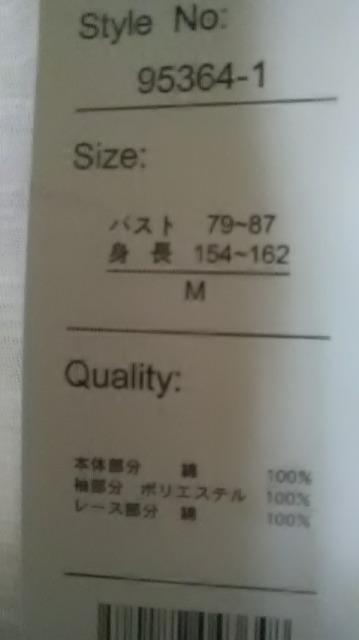 Style No:
95364-1
Size:
バスト 79~87
身長 154~162
M
Quality:
本体部分 綿 100%
袖部分 ポリエステル 100%
レース部分 綿 100%